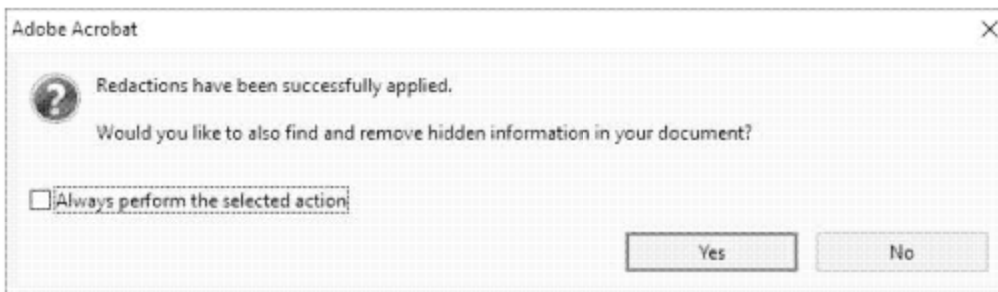 Adobe Acrobat
Redactions have been successfully applied.
Would you like to also find and remove hidden information in your document?
Always perform the selected action
Yes
No